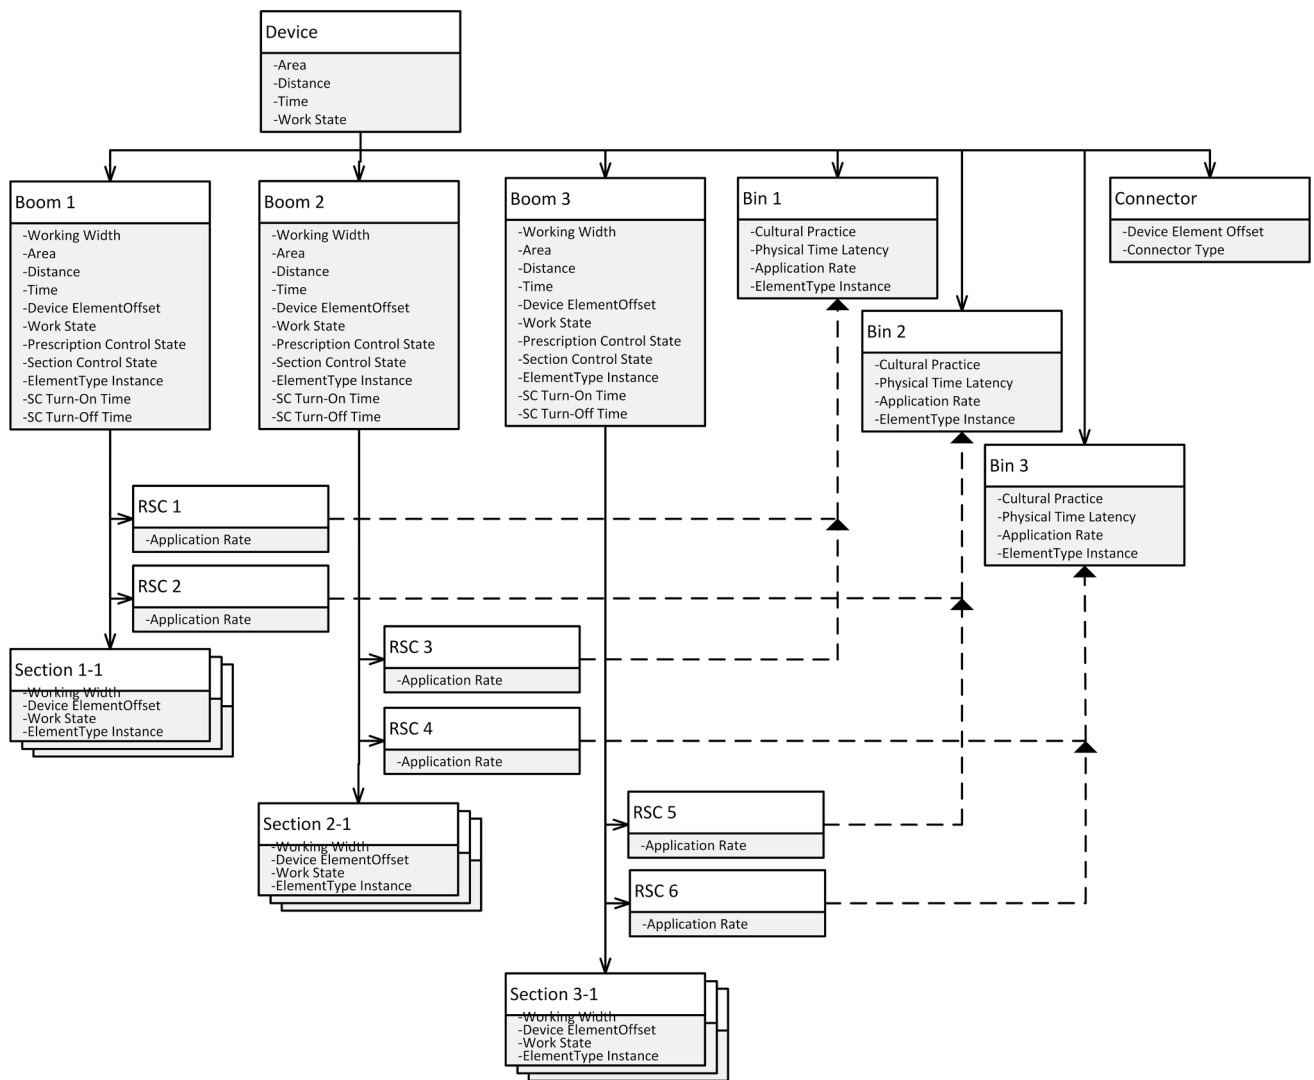 Device
-Area
-Distance
-Time
-Work State
Boom 1
-Working Width
-Area
-Distance
-Time
-Device ElementOffset
-Work State
-Prescription Control State
-Section Control State
-ElementType Instance
-SC Turn-On Time
-SC Turn-Off Time
Boom 2
-Working Width
-Area
-Distance
-Time
-Device ElementOffset
-Work State
-Prescription Control State
-Section Control State
-ElementType Instance
-SC Turn-On Time
-SC Turn-Off Time
Boom 3
-Working Width
-Area
-Distance
-Time
-Device ElementOffset
-Work State
-Prescription Control State
-Section Control State
-ElementType Instance
-SC Turn-On Time
-SC Turn-Off Time
Bin 1
-Cultural Practice
-Physical Time Latency
-Application Rate
-ElementType Instance
Bin 2
-Cultural Practice
-Physical Time Latency
-Application Rate
-ElementType Instance
Bin 3
-Cultural Practice
-Physical Time Latency
-Application Rate
-ElementType Instance
Connector
-Device Element Offset
-Connector Type
RSC 1
-Application Rate
RSC 2
-Application Rate
Section 1-1
-Working Width
-Device ElementOffset
-Work State
-ElementType Instance
RSC 3
-Application Rate
RSC 4
-Application Rate
Section 2-1
-Working Width
-Device ElementOffset
-Work State
-ElementType Instance
RSC 5
-Application Rate
RSC 6
-Application Rate
Section 3-1
-Working Width
-Device ElementOffset
-Work State
-ElementType Instance